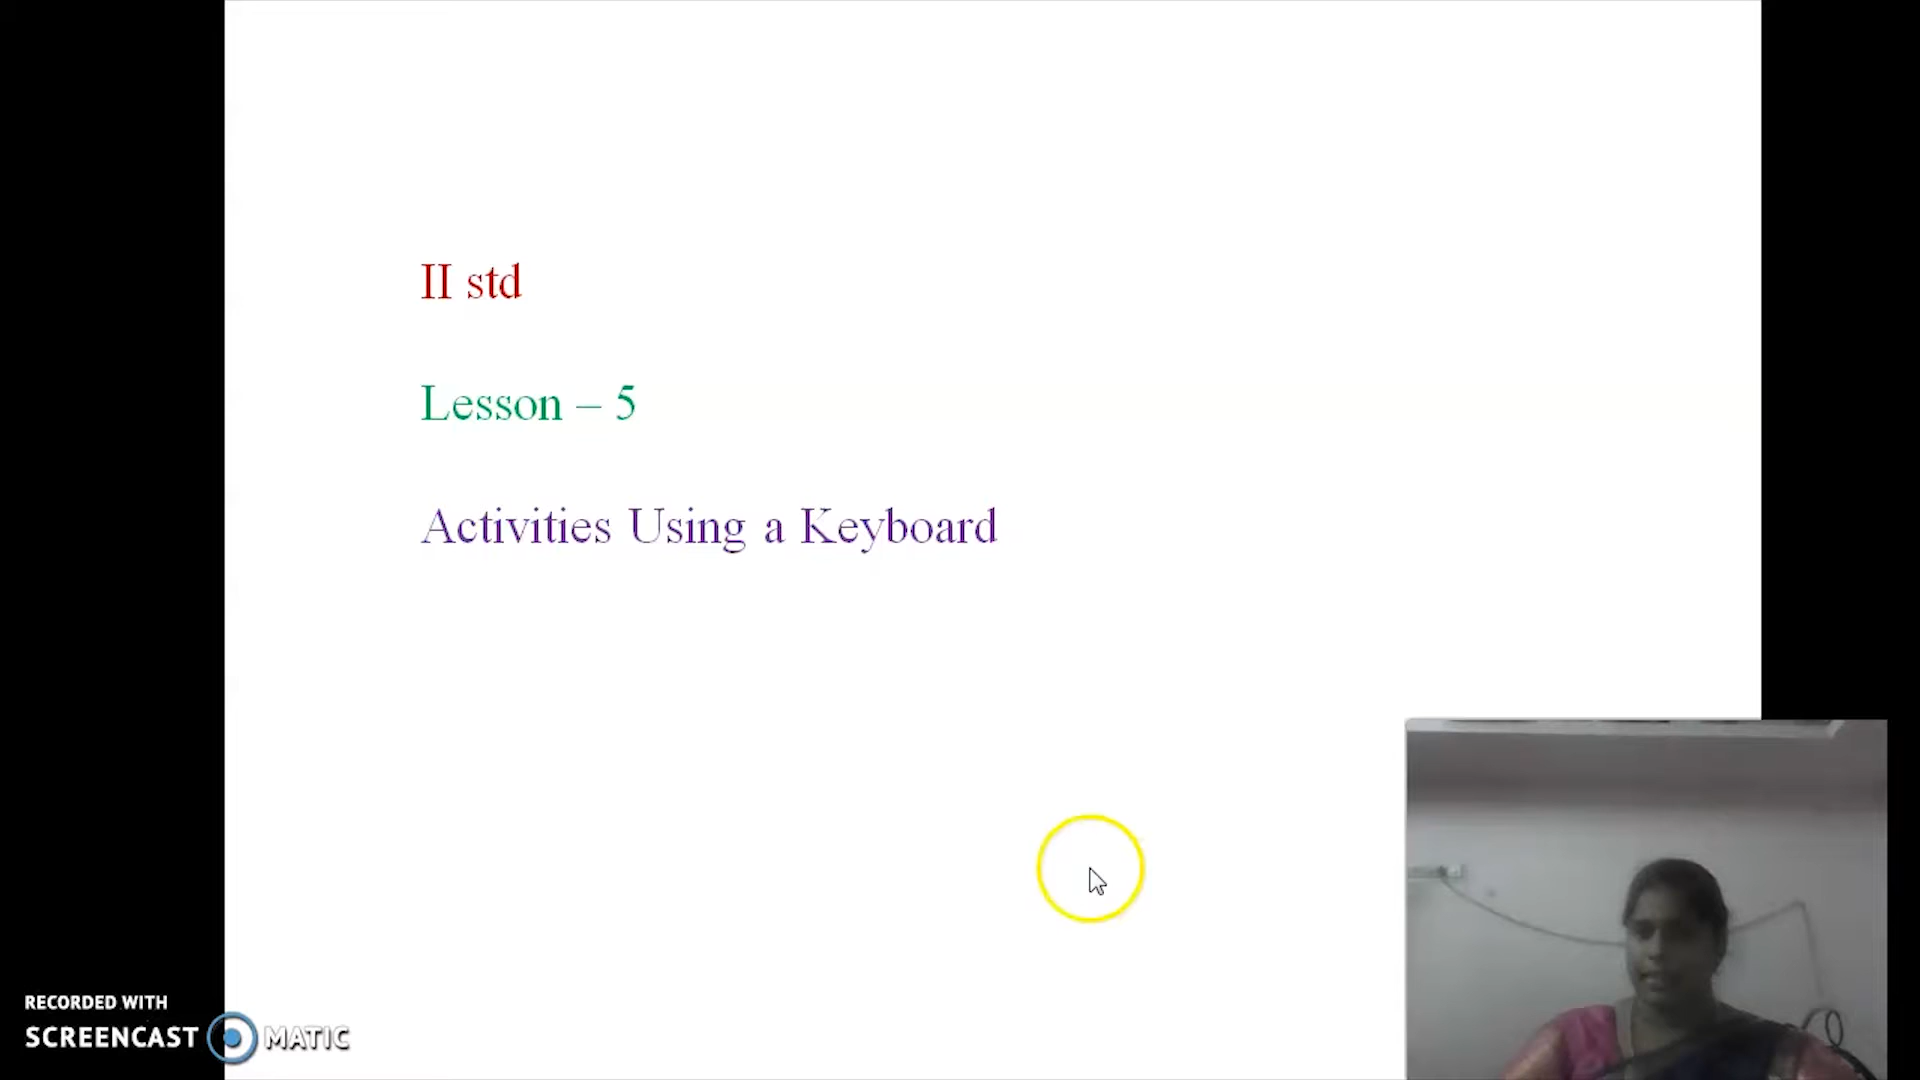 II std
Lesson – 5
Activities Using a Keyboard
RECORDED WITH
SCREENCAST MATIC